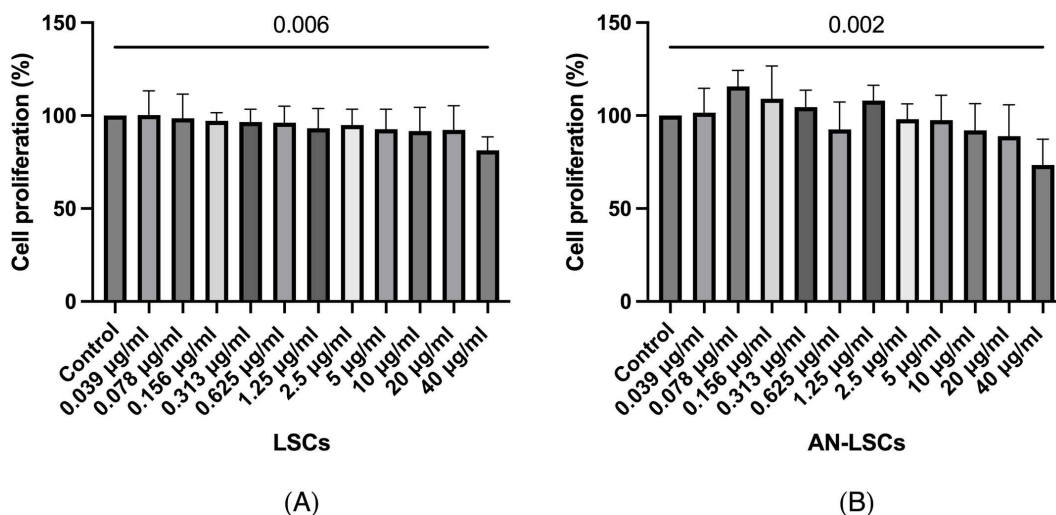 150
0.006
100
50
0
Cell proliferation (%)
Control
0.039 µg/ml
0.078 µg/ml
0.156 µg/ml
0.313 µg/ml
0.625 µg/ml
1.25 µg/ml
2.5 µg/ml
5 µg/ml
10 µg/ml
20 µg/ml
40 µg/ml
LSCs
(A)
150
0.002
100
50
0
Cell proliferation (%)
Control
0.039 µg/ml
0.078 µg/ml
0.156 µg/ml
0.313 µg/ml
0.625 µg/ml
1.25 µg/ml
2.5 µg/ml
5 µg/ml
10 µg/ml
20 µg/ml
40 µg/ml
AN-LSCs
(B)